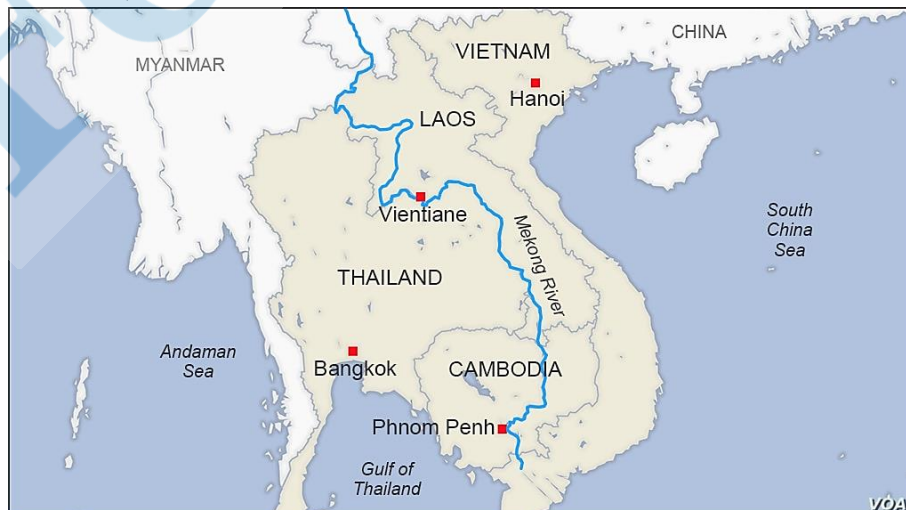 CHINA
VIETNAM
MYANMAR
Hanoi
LAOS
Vientiane
South
China
Sea
Mekong River
THAILAND
Andaman
Sea
Bangkok
CAMBODIA
Phnom Penh
Gulf of
Thailand
VOA